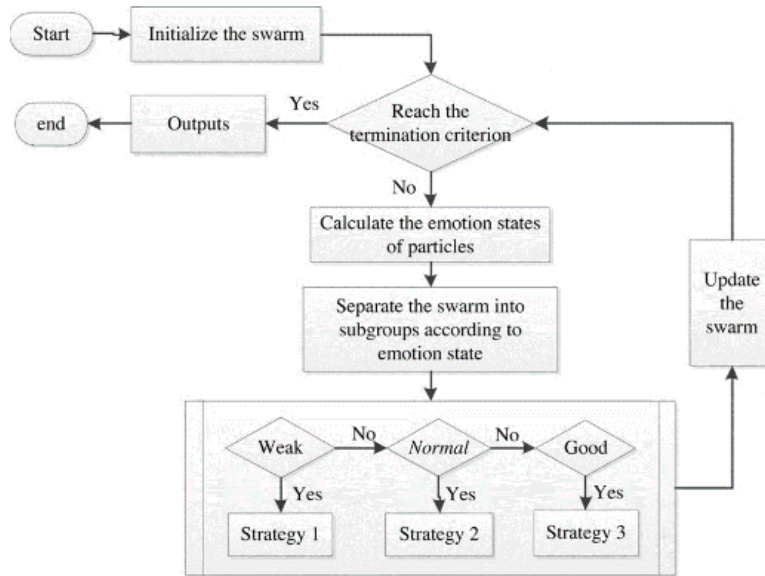 Start
Initialize the swarm
Reach the
termination criterion
Yes
Outputs
end
No
Calculate the emotion states
of particles
Separate the swarm into
subgroups according to
emotion state
Update
the
swarm
Weak
No
Normal
No
Good
Yes
Yes
Yes
Strategy 1
Strategy 2
Strategy 3